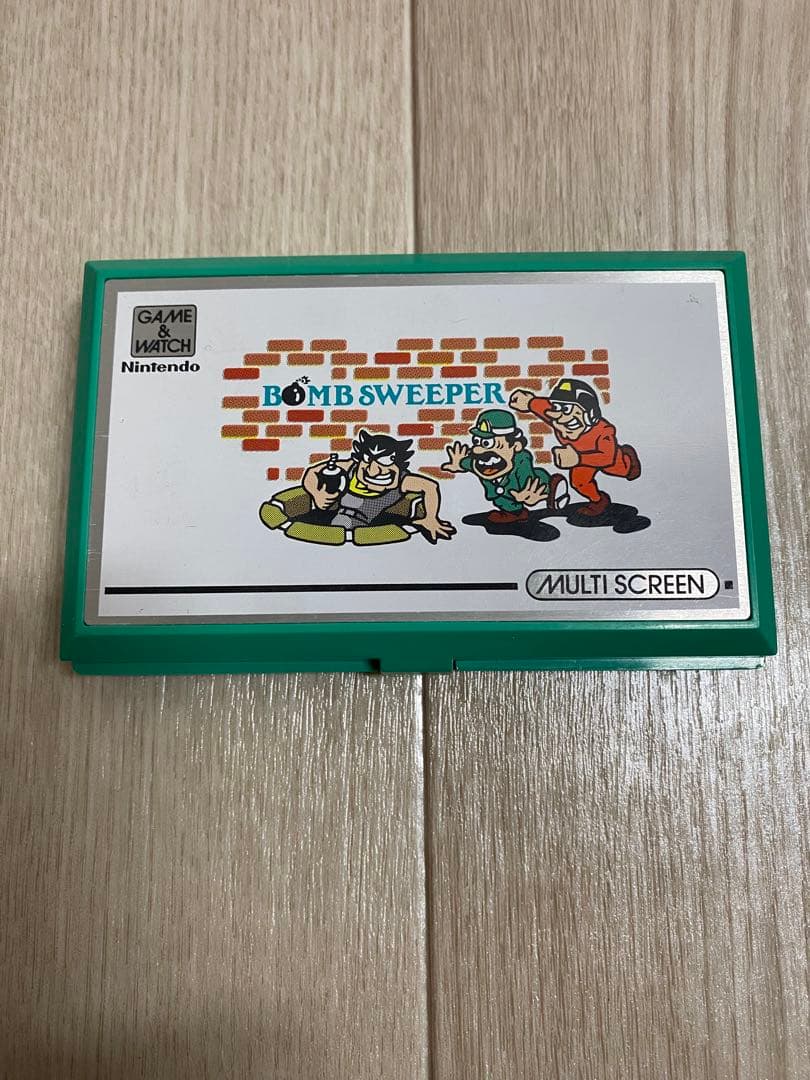 GAME
&
WATCH
Nintendo
BOMB SWEEPER
MULTI SCREEN